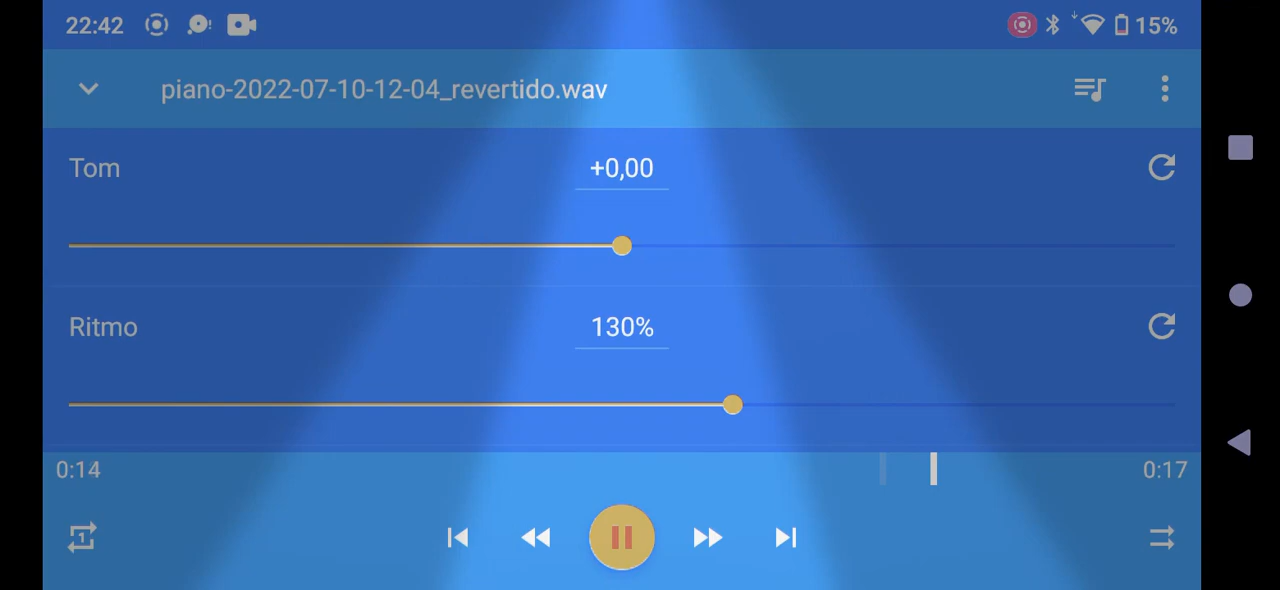 22:42 15%
piano-2022-07-10-12-04_revertido.wav
Tom +0,00
Ritmo 130%
0:14 0:17
1